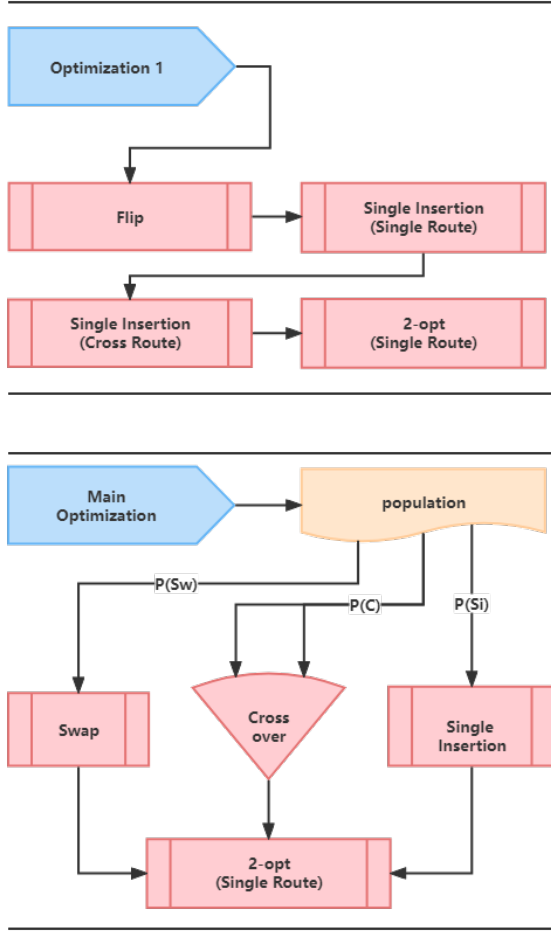 Optimization 1
Flip
Single Insertion
(Single Route)
Single Insertion
(Cross Route)
2-opt
(Single Route)
Main
Optimization
population
P(Sw)
P(C)
P(Si)
Swap
Cross
over
Single
Insertion
2-opt
(Single Route)